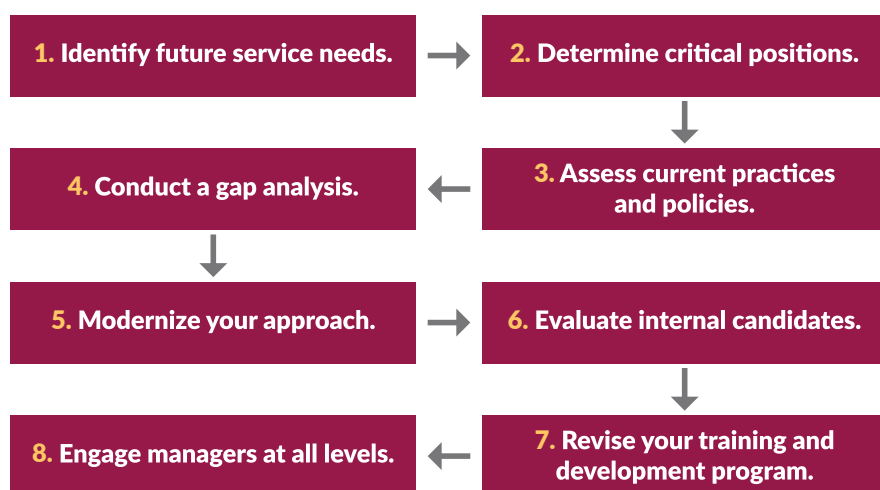 1. Identify future service needs.
2. Determine critical positions.
3. Assess current practices
and policies.
4. Conduct a gap analysis.
5. Modernize your approach.
6. Evaluate internal candidates.
7. Revise your training and
development program.
8. Engage managers at all levels.